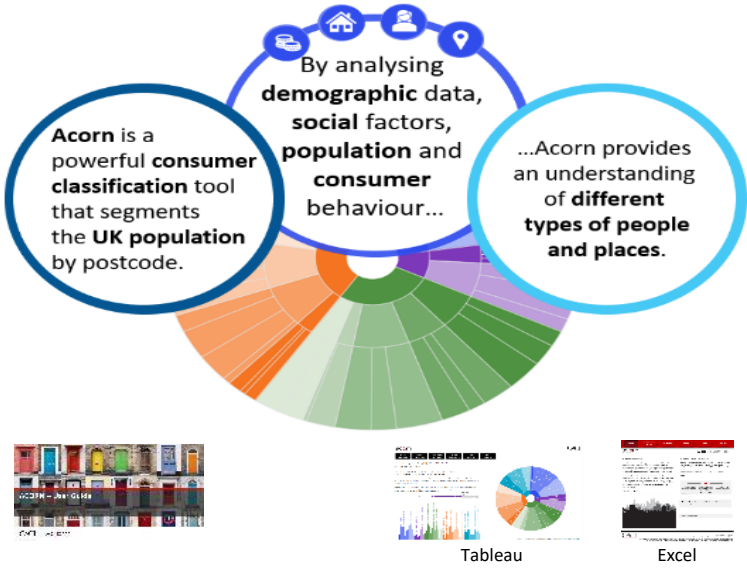 Acorn is a
powerful consumer
classification tool
that segments
the UK population
by postcode.
By analysing
demographic data,
social factors,
population and
consumer
behaviour...
...Acorn provides
an understanding
of different
types of people
and places.
ACORN – User Guide
CACI
Tableau
Excel